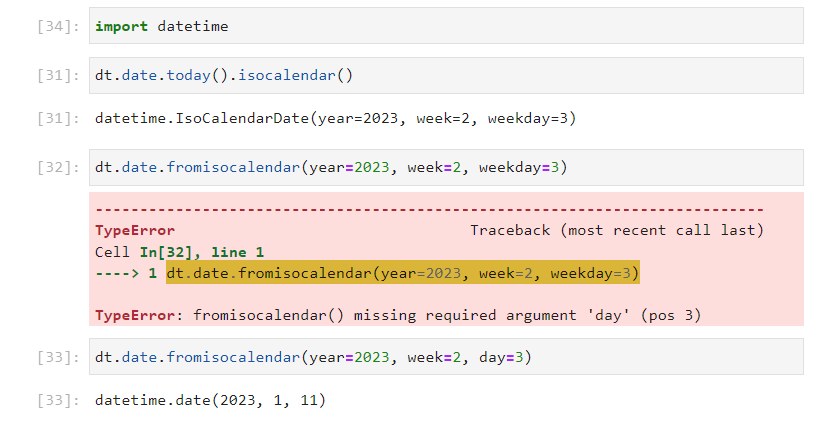 [34]: import datetime
[31]: dt.date.today().isocalendar()
[31]: datetime.IsoCalendarDate(year=2023, week=2, weekday=3)
[32]: dt.date.fromisocalendar(year=2023, week=2, weekday=3)
---------------------------------------------------------------------------
TypeError                                 Traceback (most recent call last)
Cell In[32], line 1
----> 1 dt.date.fromisocalendar(year=2023, week=2, weekday=3)
TypeError: fromisocalendar() missing required argument 'day' (pos 3)
[33]: dt.date.fromisocalendar(year=2023, week=2, day=3)
[33]: datetime.date(2023, 1, 11)